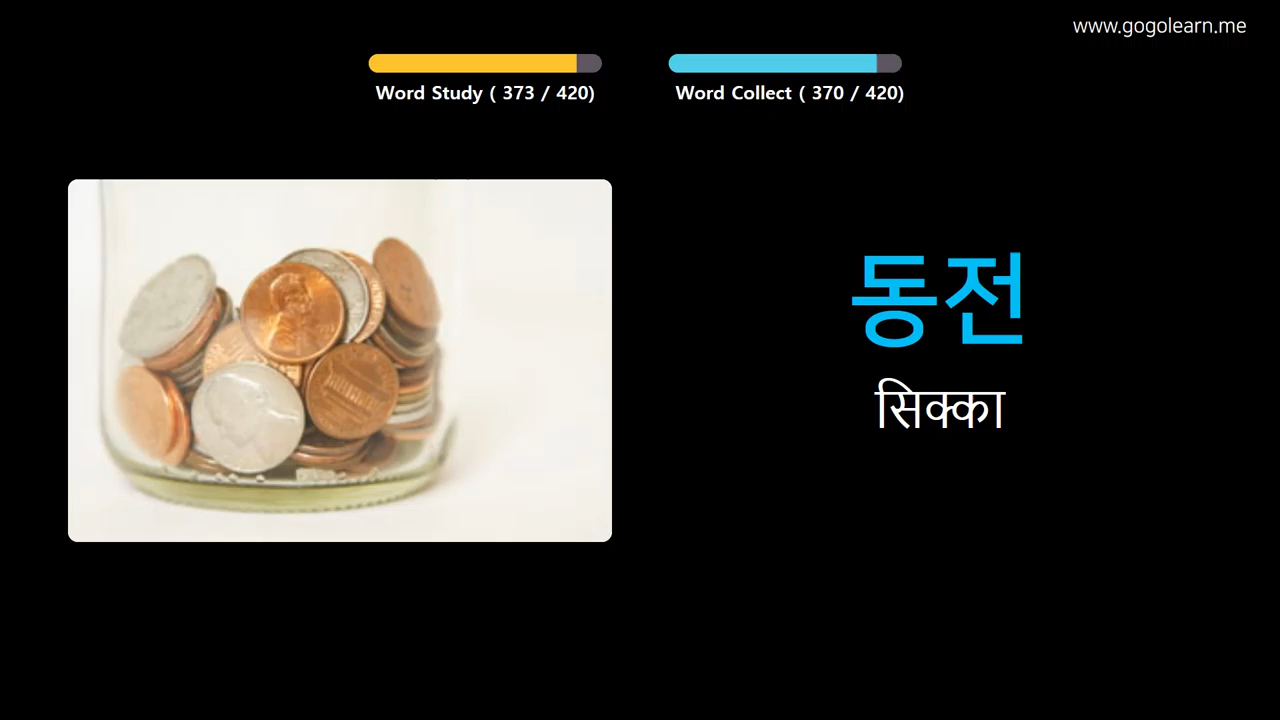 www.gogolearn.me
Word Study ( 373 / 420)
Word Collect ( 370 / 420)
동전
सिक्का